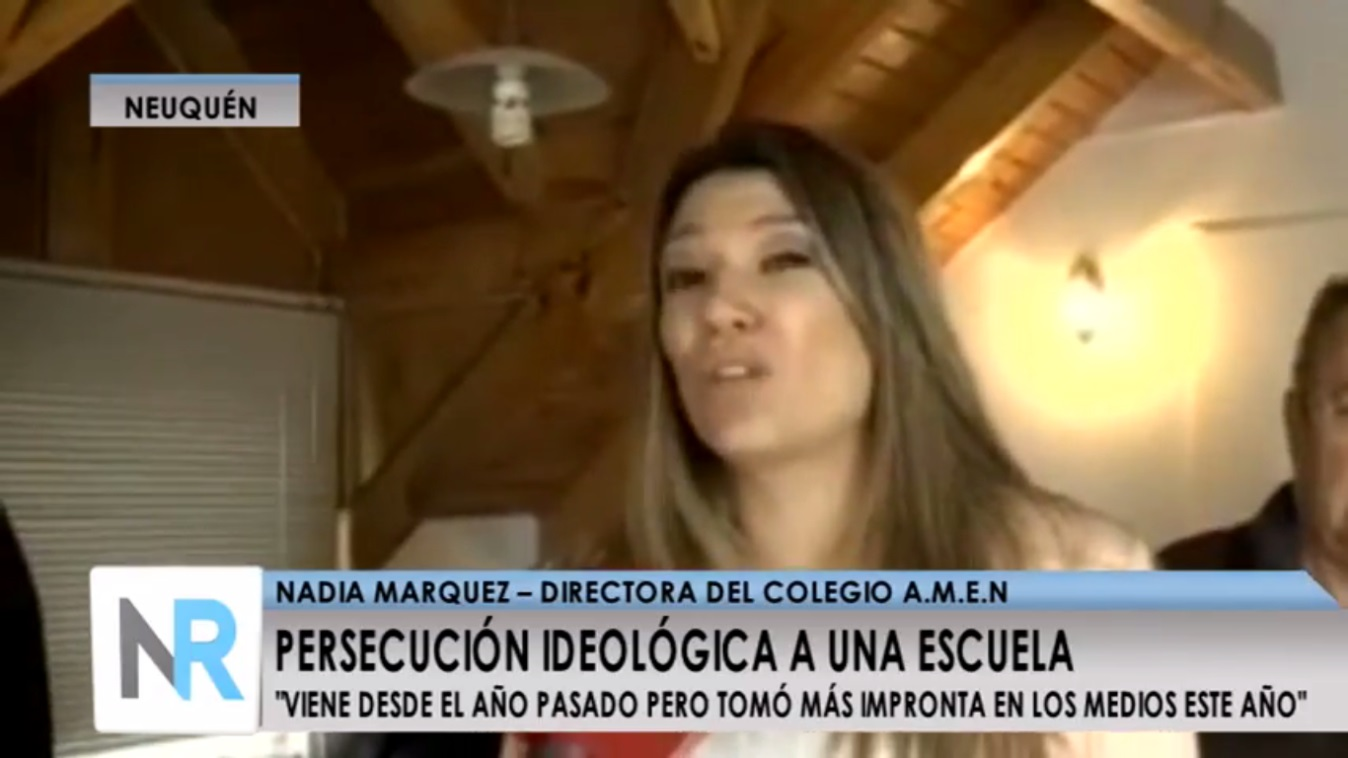 NEUQUÉN
NR
NADIA MARQUEZ – DIRECTORA DEL COLEGIO A.M.E.N
PERSECUCIÓN IDEOLÓGICA A UNA ESCUELA
"VIENE DESDE EL AÑO PASADO PERO TOMÓ MÁS IMPRONTA EN LOS MEDIOS ESTE AÑO"